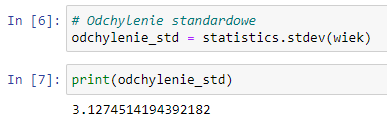 In [6]: # Odchylenie standardowe
odchylenie_std = statistics.stdev(wiek)
In [7]: print(odchylenie_std)
3.1274514194392182